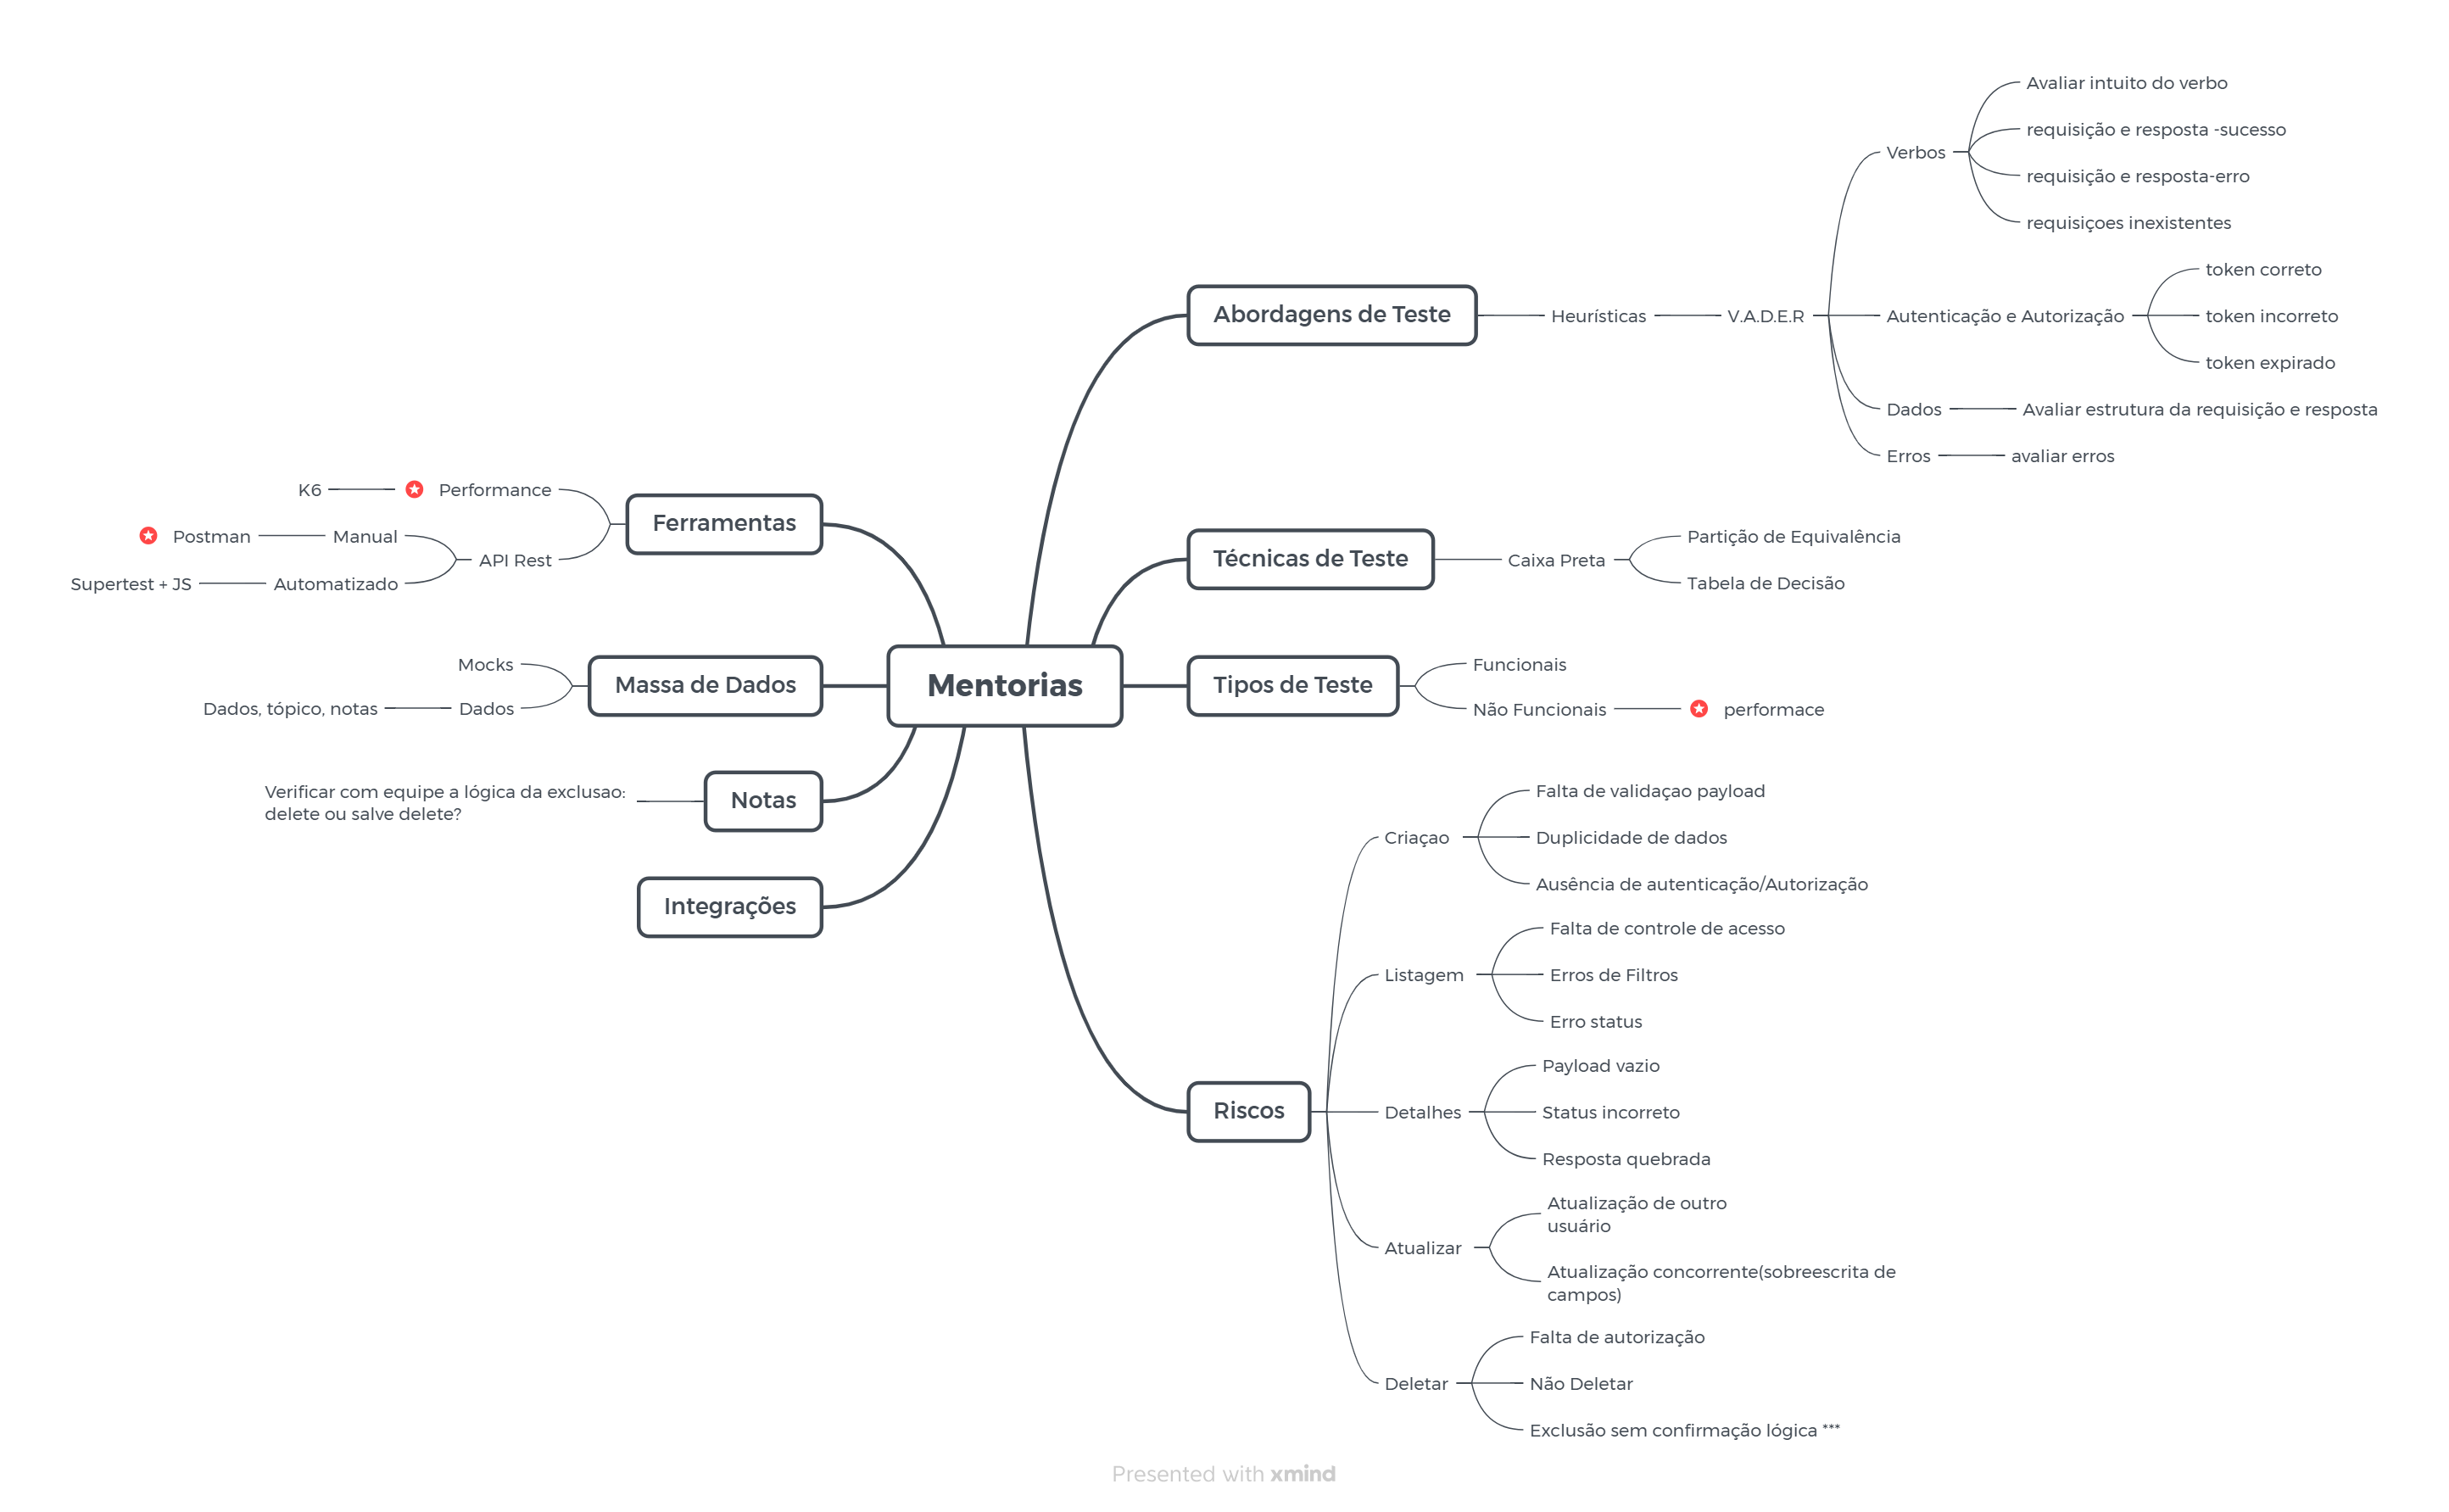 Mentorias
Abordagens de Teste
Heurísticas
V.A.D.E.R
Verbos
Avaliar intuito do verbo
requisição e resposta -sucesso
requisição e resposta-erro
requisiçoes inexistentes
Autenticação e Autorização
token correto
token incorreto
token expirado
Dados
Avaliar estrutura da requisição e resposta
Erros
avaliar erros
Técnicas de Teste
Caixa Preta
Partição de Equivalência
Tabela de Decisão
Tipos de Teste
Funcionais
Não Funcionais
performace
Riscos
Criaçao
Falta de validaçao payload
Duplicidade de dados
Ausência de autenticação/Autorização
Listagem
Falta de controle de acesso
Erros de Filtros
Erro status
Detalhes
Payload vazio
Status incorreto
Resposta quebrada
Atualizar
Atualização de outro
usuário
Atualização concorrente(sobreescrita de
campos)
Deletar
Falta de autorização
Não Deletar
Exclusão sem confirmação lógica ***
Ferramentas
Performance
K6
API Rest
Manual
Postman
Automatizado
Supertest + JS
Massa de Dados
Mocks
Dados
Dados, tópico, notas
Notas
Verificar com equipe a lógica da exclusao:
delete ou salve delete?
Integrações
Presented with xmind